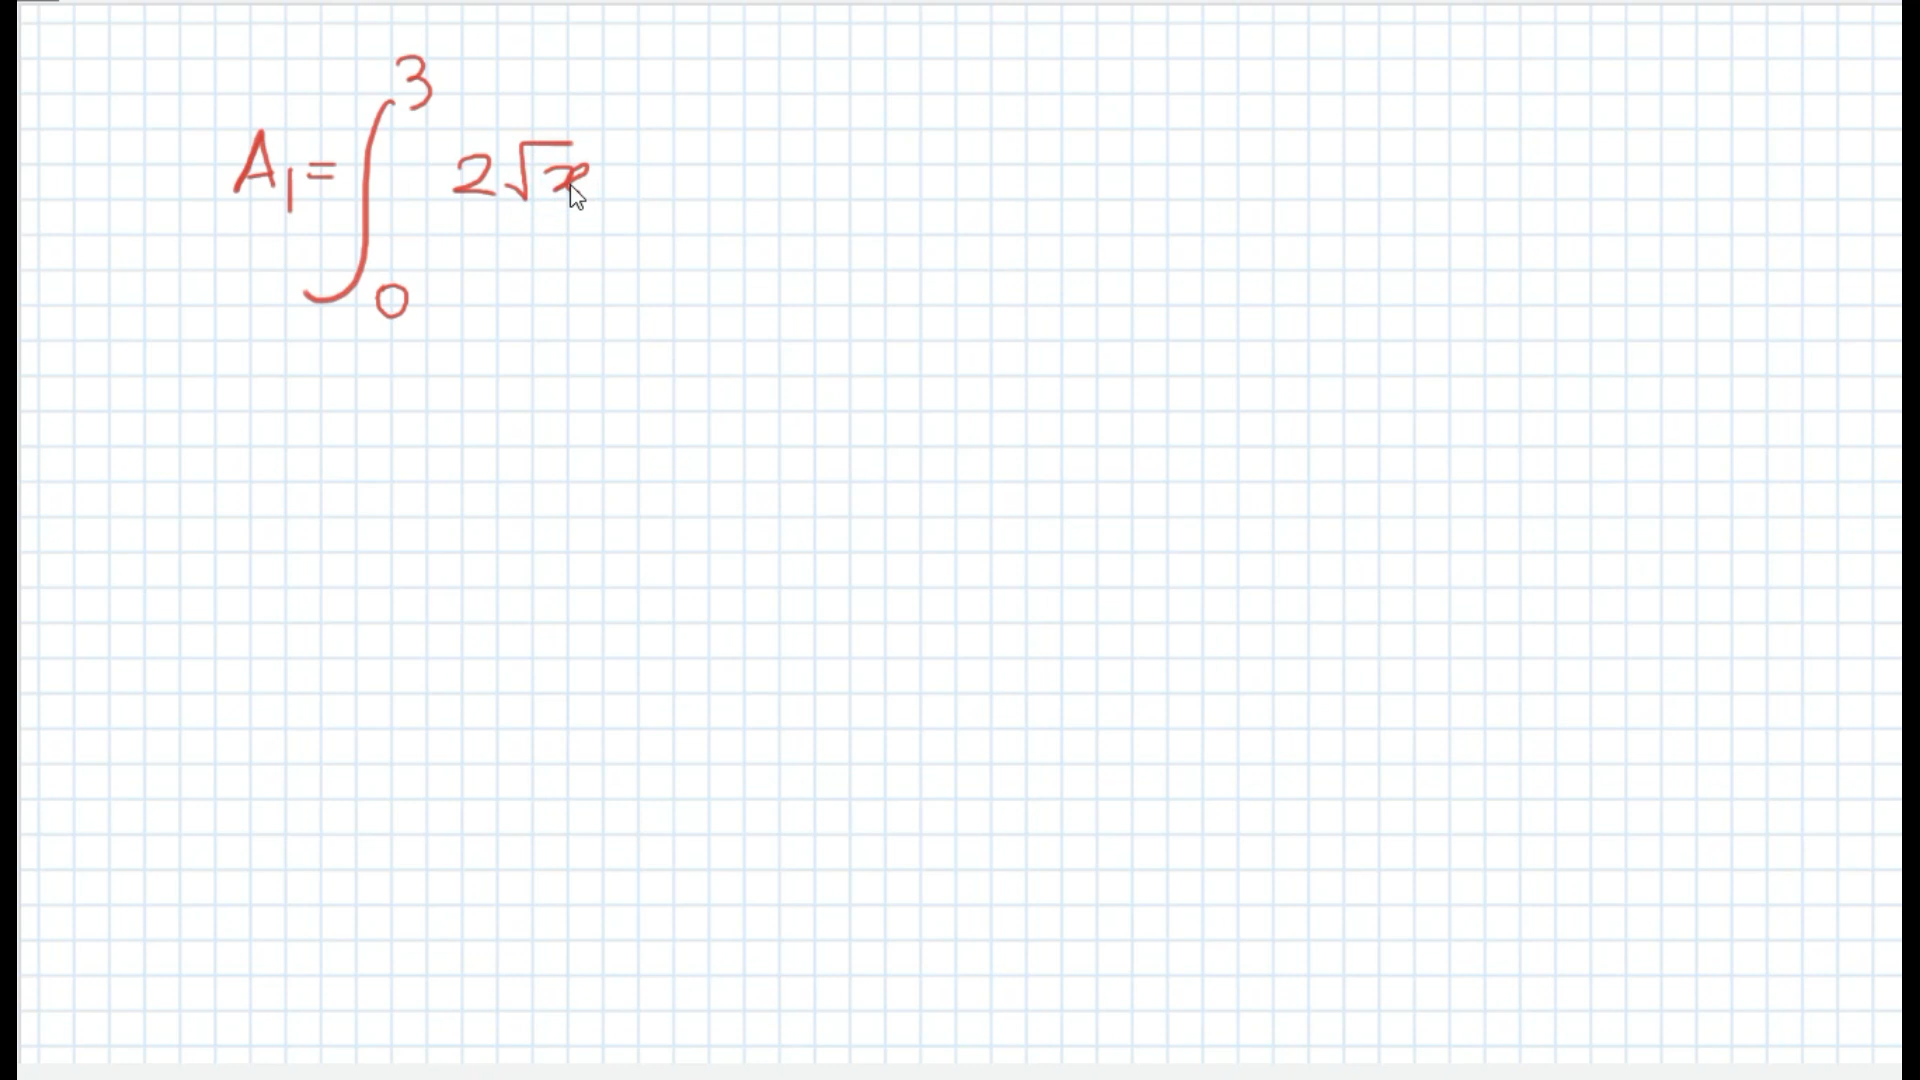 A₁ = ∫₀³ 2√x